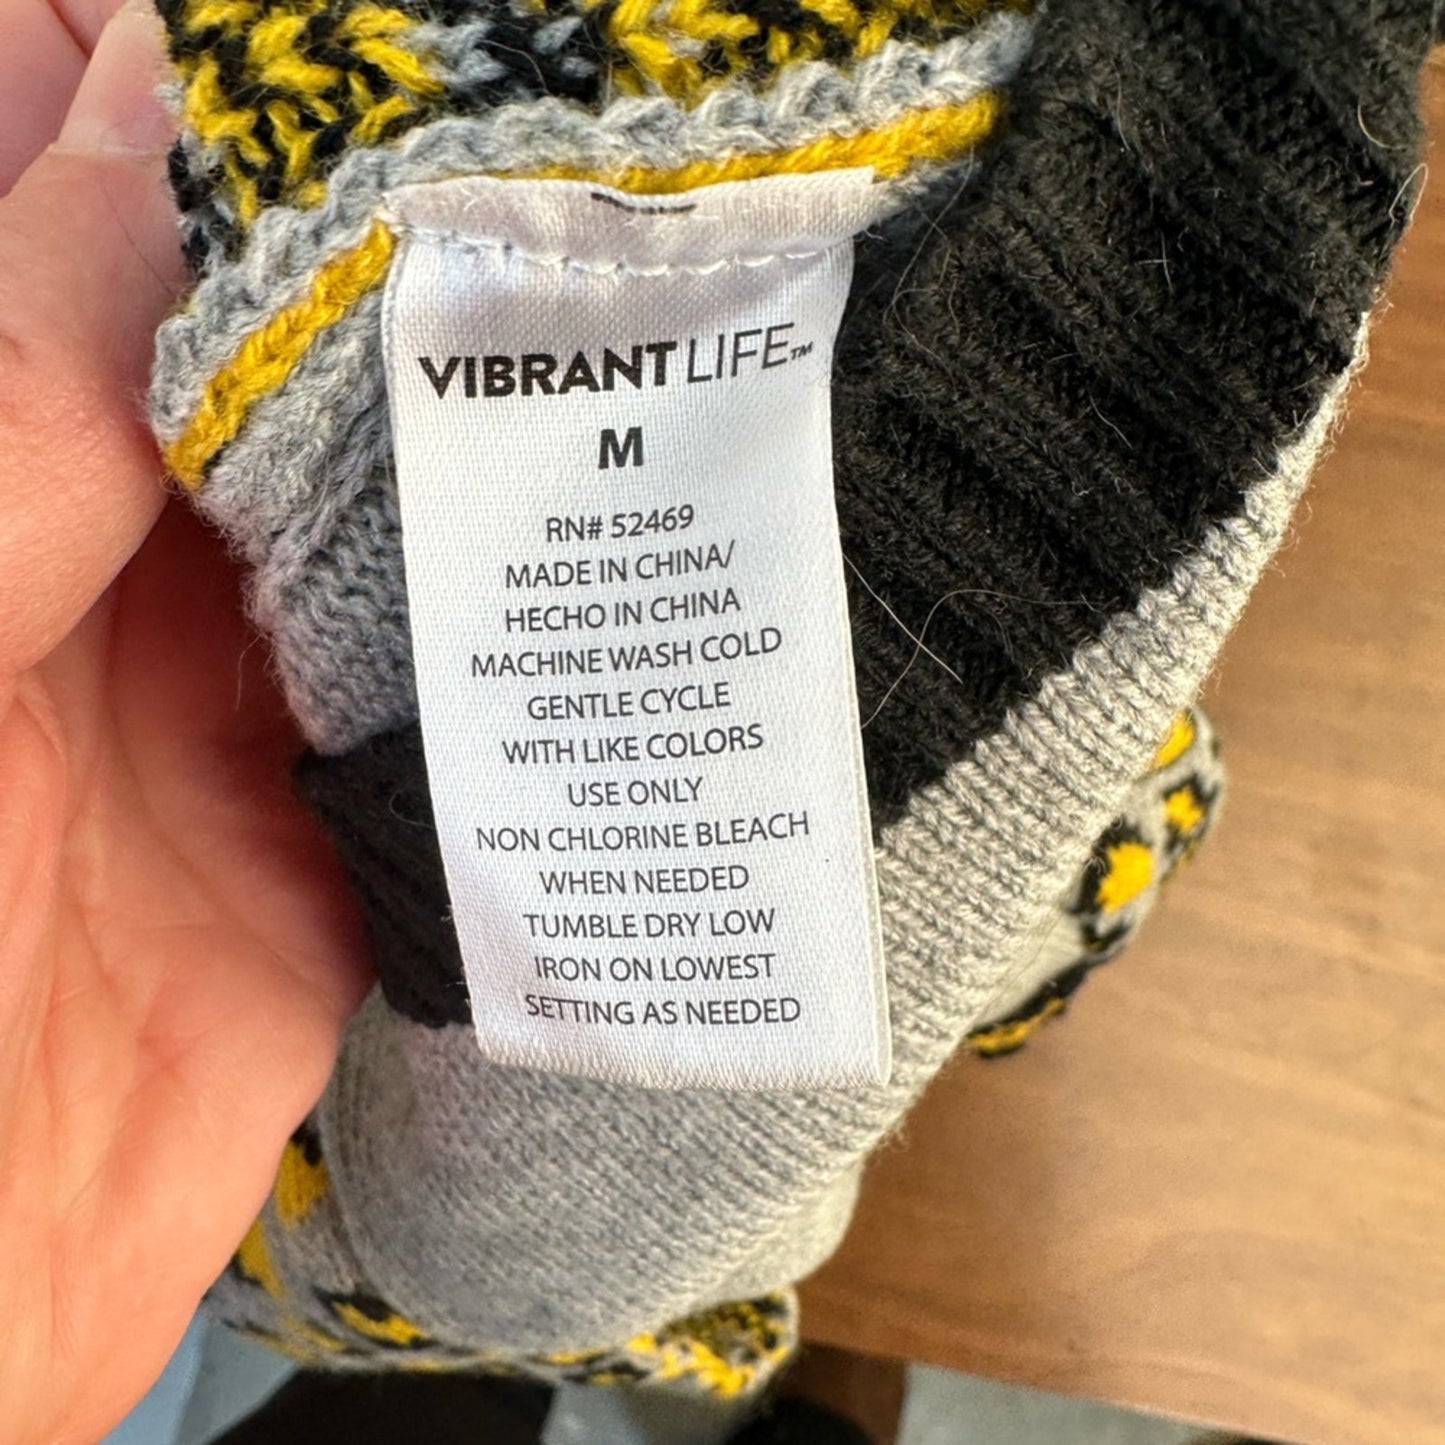 VIBRANT LIFE™
M
RN# 52469
MADE IN CHINA/
HECHO IN CHINA
MACHINE WASH COLD
GENTLE CYCLE
WITH LIKE COLORS
USE ONLY
NON CHLORINE BLEACH
WHEN NEEDED
TUMBLE DRY LOW
IRON ON LOWEST
SETTING AS NEEDED